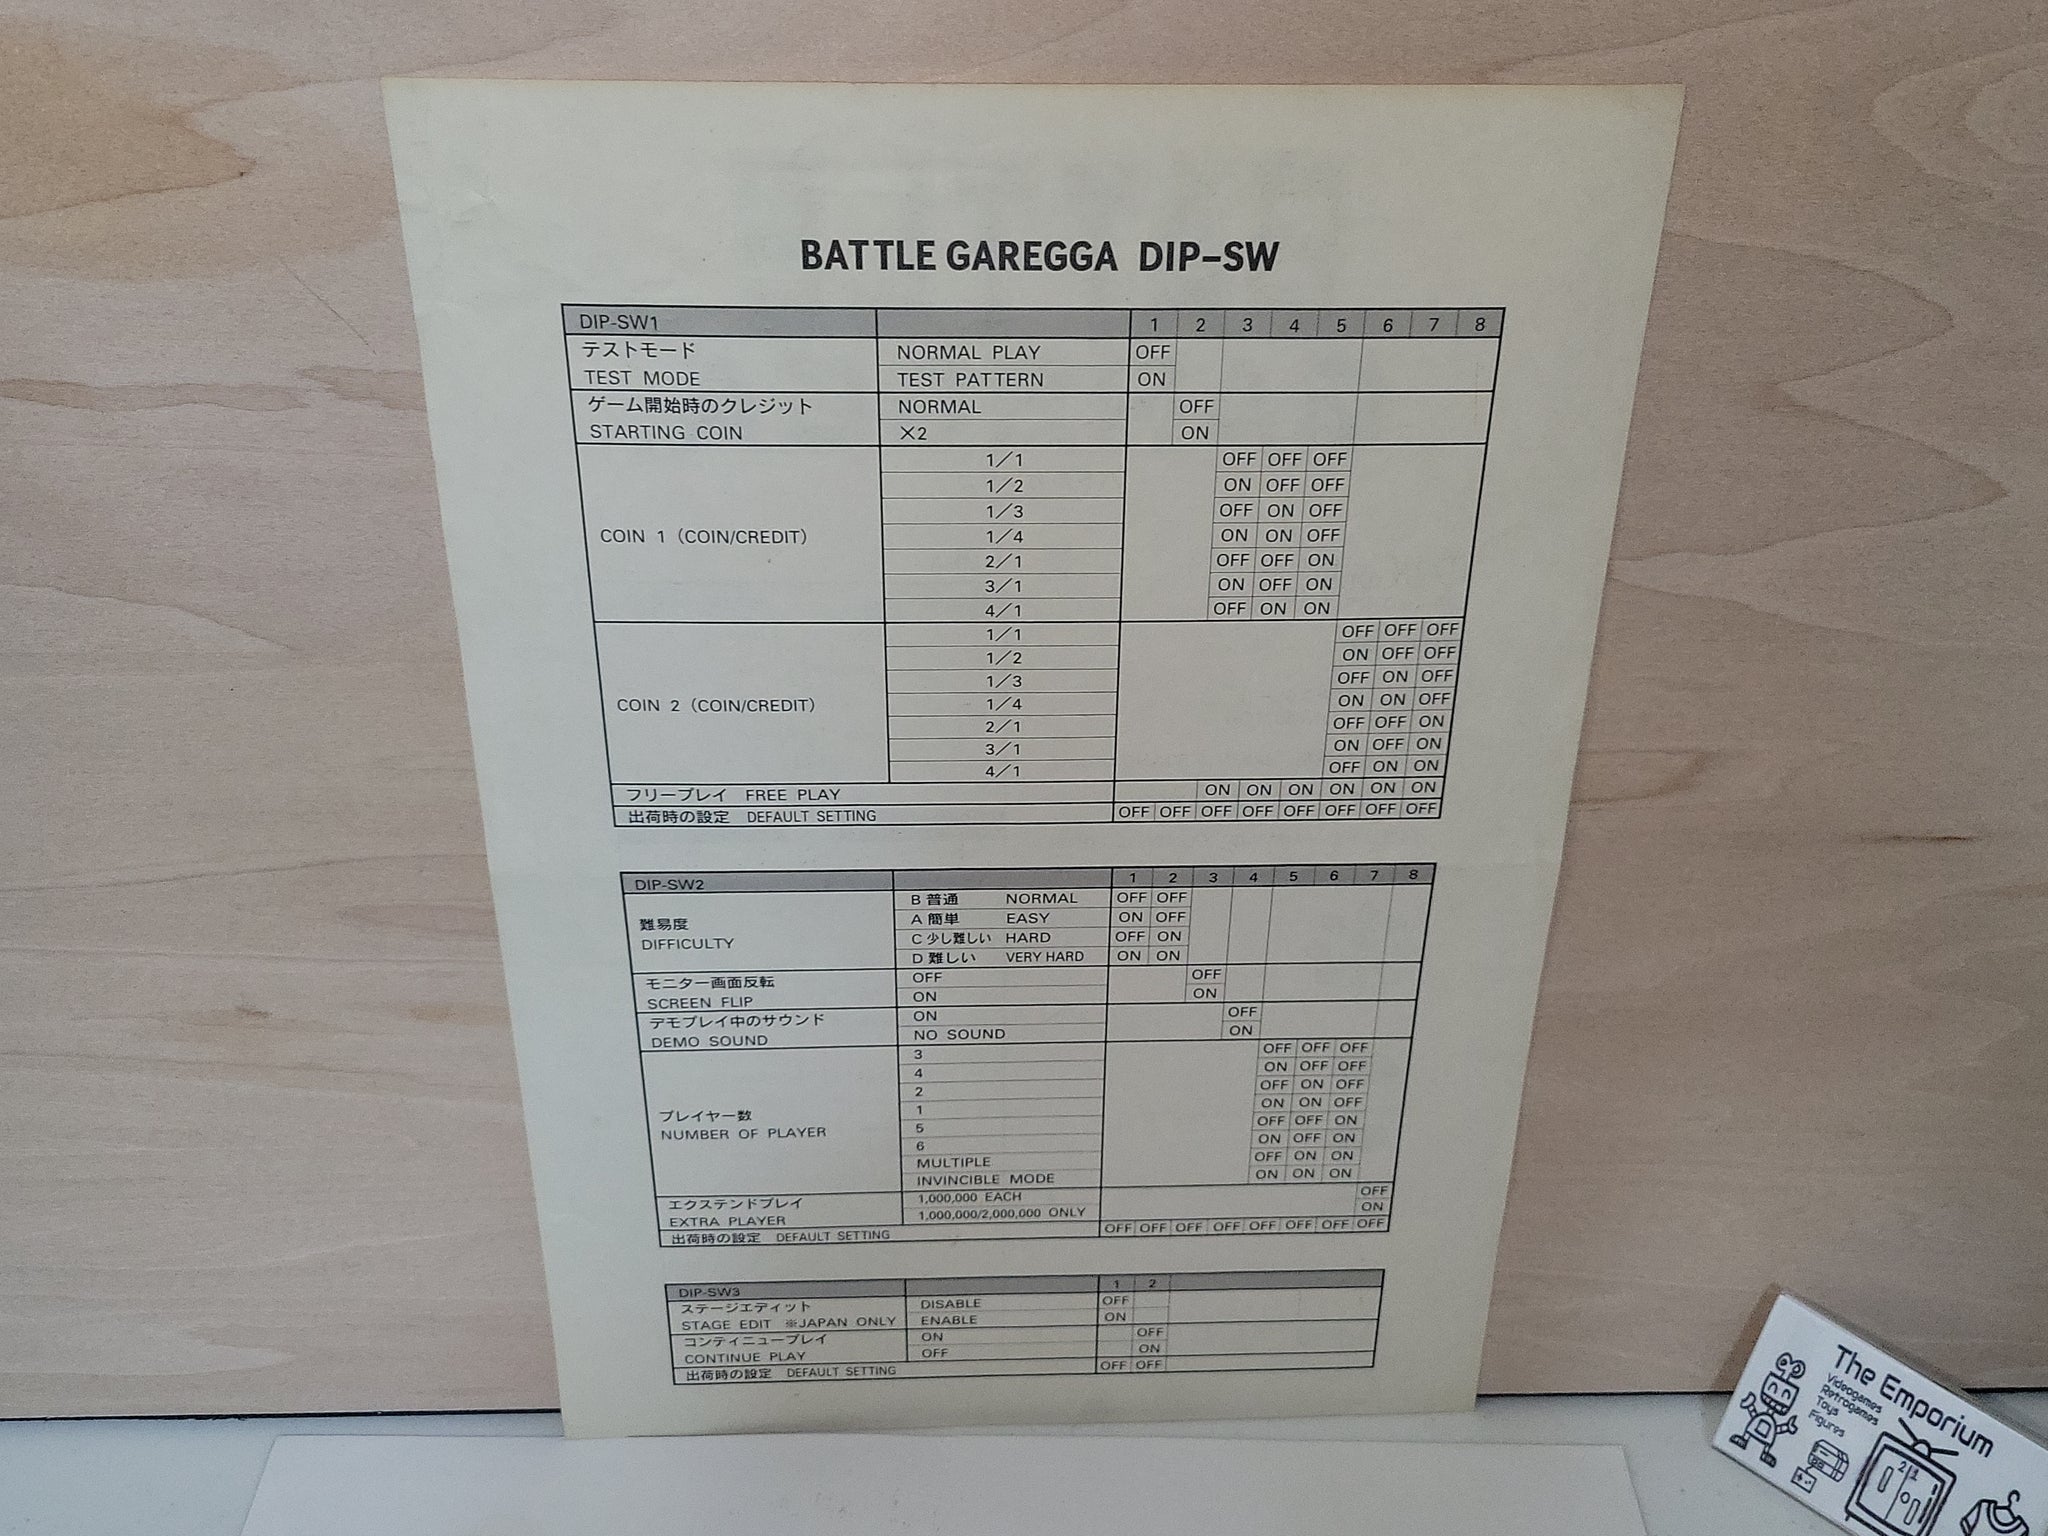 BATTLE GAREGGA DIP-SW
DIP-SW1 1 2 3 4 5 6 7 8
テストモード NORMAL PLAY OFF
TEST MODE TEST PATTERN ON
ゲーム開始時のクレジット NORMAL OFF
STARTING COIN ×2 ON
COIN 1 (COIN/CREDIT)
1/1 OFF OFF OFF
1/2 ON OFF OFF
1/3 OFF ON OFF
1/4 ON ON OFF
2/1 OFF OFF ON
3/1 ON OFF ON
4/1 OFF ON ON
COIN 2 (COIN/CREDIT)
1/1 OFF OFF OFF
1/2 ON OFF OFF
1/3 OFF ON OFF
1/4 ON ON OFF
2/1 OFF OFF ON
3/1 ON OFF ON
4/1 OFF ON ON
フリープレイ FREE PLAY ON ON ON ON ON ON
出荷時の設定 DEFAULT SETTING OFF OFF OFF OFF OFF OFF OFF OFF
DIP-SW2 1 2 3 4 5 6 7 8
難易度
DIFFICULTY
B 普通 NORMAL OFF OFF
A 簡単 EASY ON OFF
C 少し難しい HARD OFF ON
D 難しい VERY HARD ON ON
モニター画面反転 OFF OFF
SCREEN FLIP ON ON
デモプレイ中のサウンド ON OFF
DEMO SOUND NO SOUND ON
プレイヤー数
NUMBER OF PLAYER
3 OFF OFF OFF
4 ON OFF OFF
2 OFF ON OFF
1 ON ON OFF
5 OFF OFF ON
6 ON OFF ON
MULTIPLE OFF ON ON
INVINCIBLE MODE ON ON ON
エクステンドプレイ 1,000,000 EACH OFF
EXTRA PLAYER 1,000,000/2,000,000 ONLY ON
出荷時の設定 DEFAULT SETTING OFF OFF OFF OFF OFF OFF OFF OFF
DIP-SW3 1 2
ステージエディット DISABLE OFF
STAGE EDIT ※JAPAN ONLY ENABLE ON
コンティニュープレイ ON OFF
CONTINUE PLAY OFF ON
出荷時の設定 DEFAULT SETTING OFF OFF
The Emporium
Videogames
Retrogames
Toys
Figures